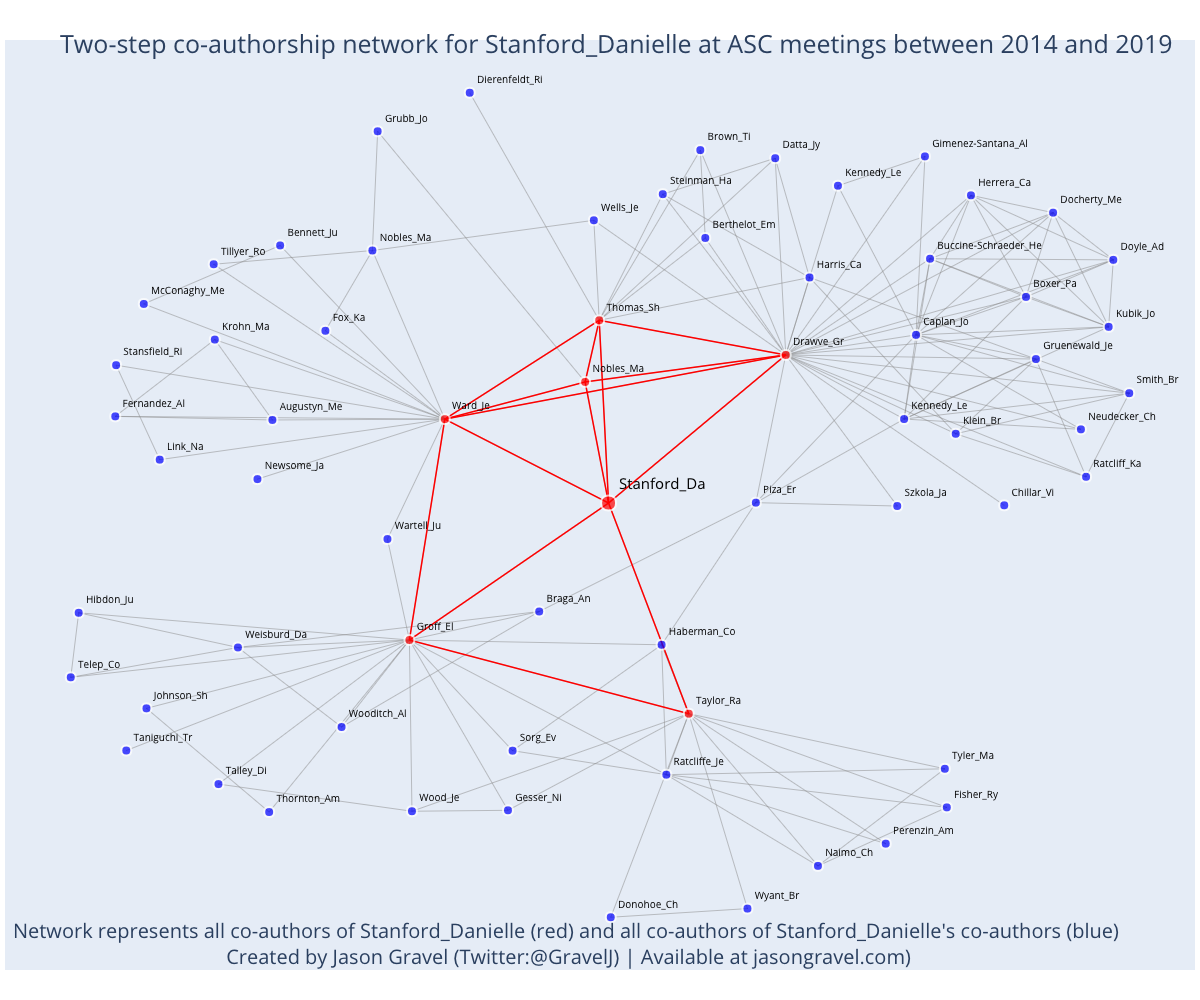 Two-step co-authorship network for Stanford_Danielle at ASC meetings between 2014 and 2019
Dierenfeldt_Ri
Grubb_Jo
Brown_Ti
Datta_Jy
Gimenez-Santana_Al
Steinman_Ha
Kennedy_Le
Herrera_Ca
Docherty_Me
Wells_Je
Berthelot_Em
Bennett_Ju
Nobles_Ma
Tillyer_Ro
Harris_Ca
Buccine-Schraeder_He
Doyle_Ad
McConaghy_Me
Boxer_Pa
Thomas_Sh
Fox_Ka
Krohn_Ma
Caplan_Jo
Kubik_Jo
Drawve_Gr
Gruenewald_Je
Stansfield_Ri
Nobles_Ma
Smith_Br
Fernandez_Al
Augustyn_Me
Ward_Je
Kennedy_Le
Klein_Br
Neudecker_Ch
Link_Na
Newsome_Ja
Ratcliff_Ka
Stanford_Da
Piza_Er
Szkola_Ja
Chillar_Vi
Wartell_Ju
Hibdon_Ju
Braga_An
Weisburd_Da
Groff_El
Haberman_Co
Telep_Co
Johnson_Sh
Taylor_Ra
Wooditch_Al
Taniguchi_Tr
Sorg_Ev
Ratcliffe_Je
Tyler_Ma
Talley_Di
Thornton_Am
Wood_Je
Gesser_Ni
Fisher_Ry
Perenzin_Am
Naimo_Ch
Donohoe_Ch
Wyant_Br
Network represents all co-authors of Stanford_Danielle (red) and all co-authors of Stanford_Danielle's co-authors (blue)
Created by Jason Gravel (Twitter:@GravelJ) | Available at jasongravel.com)